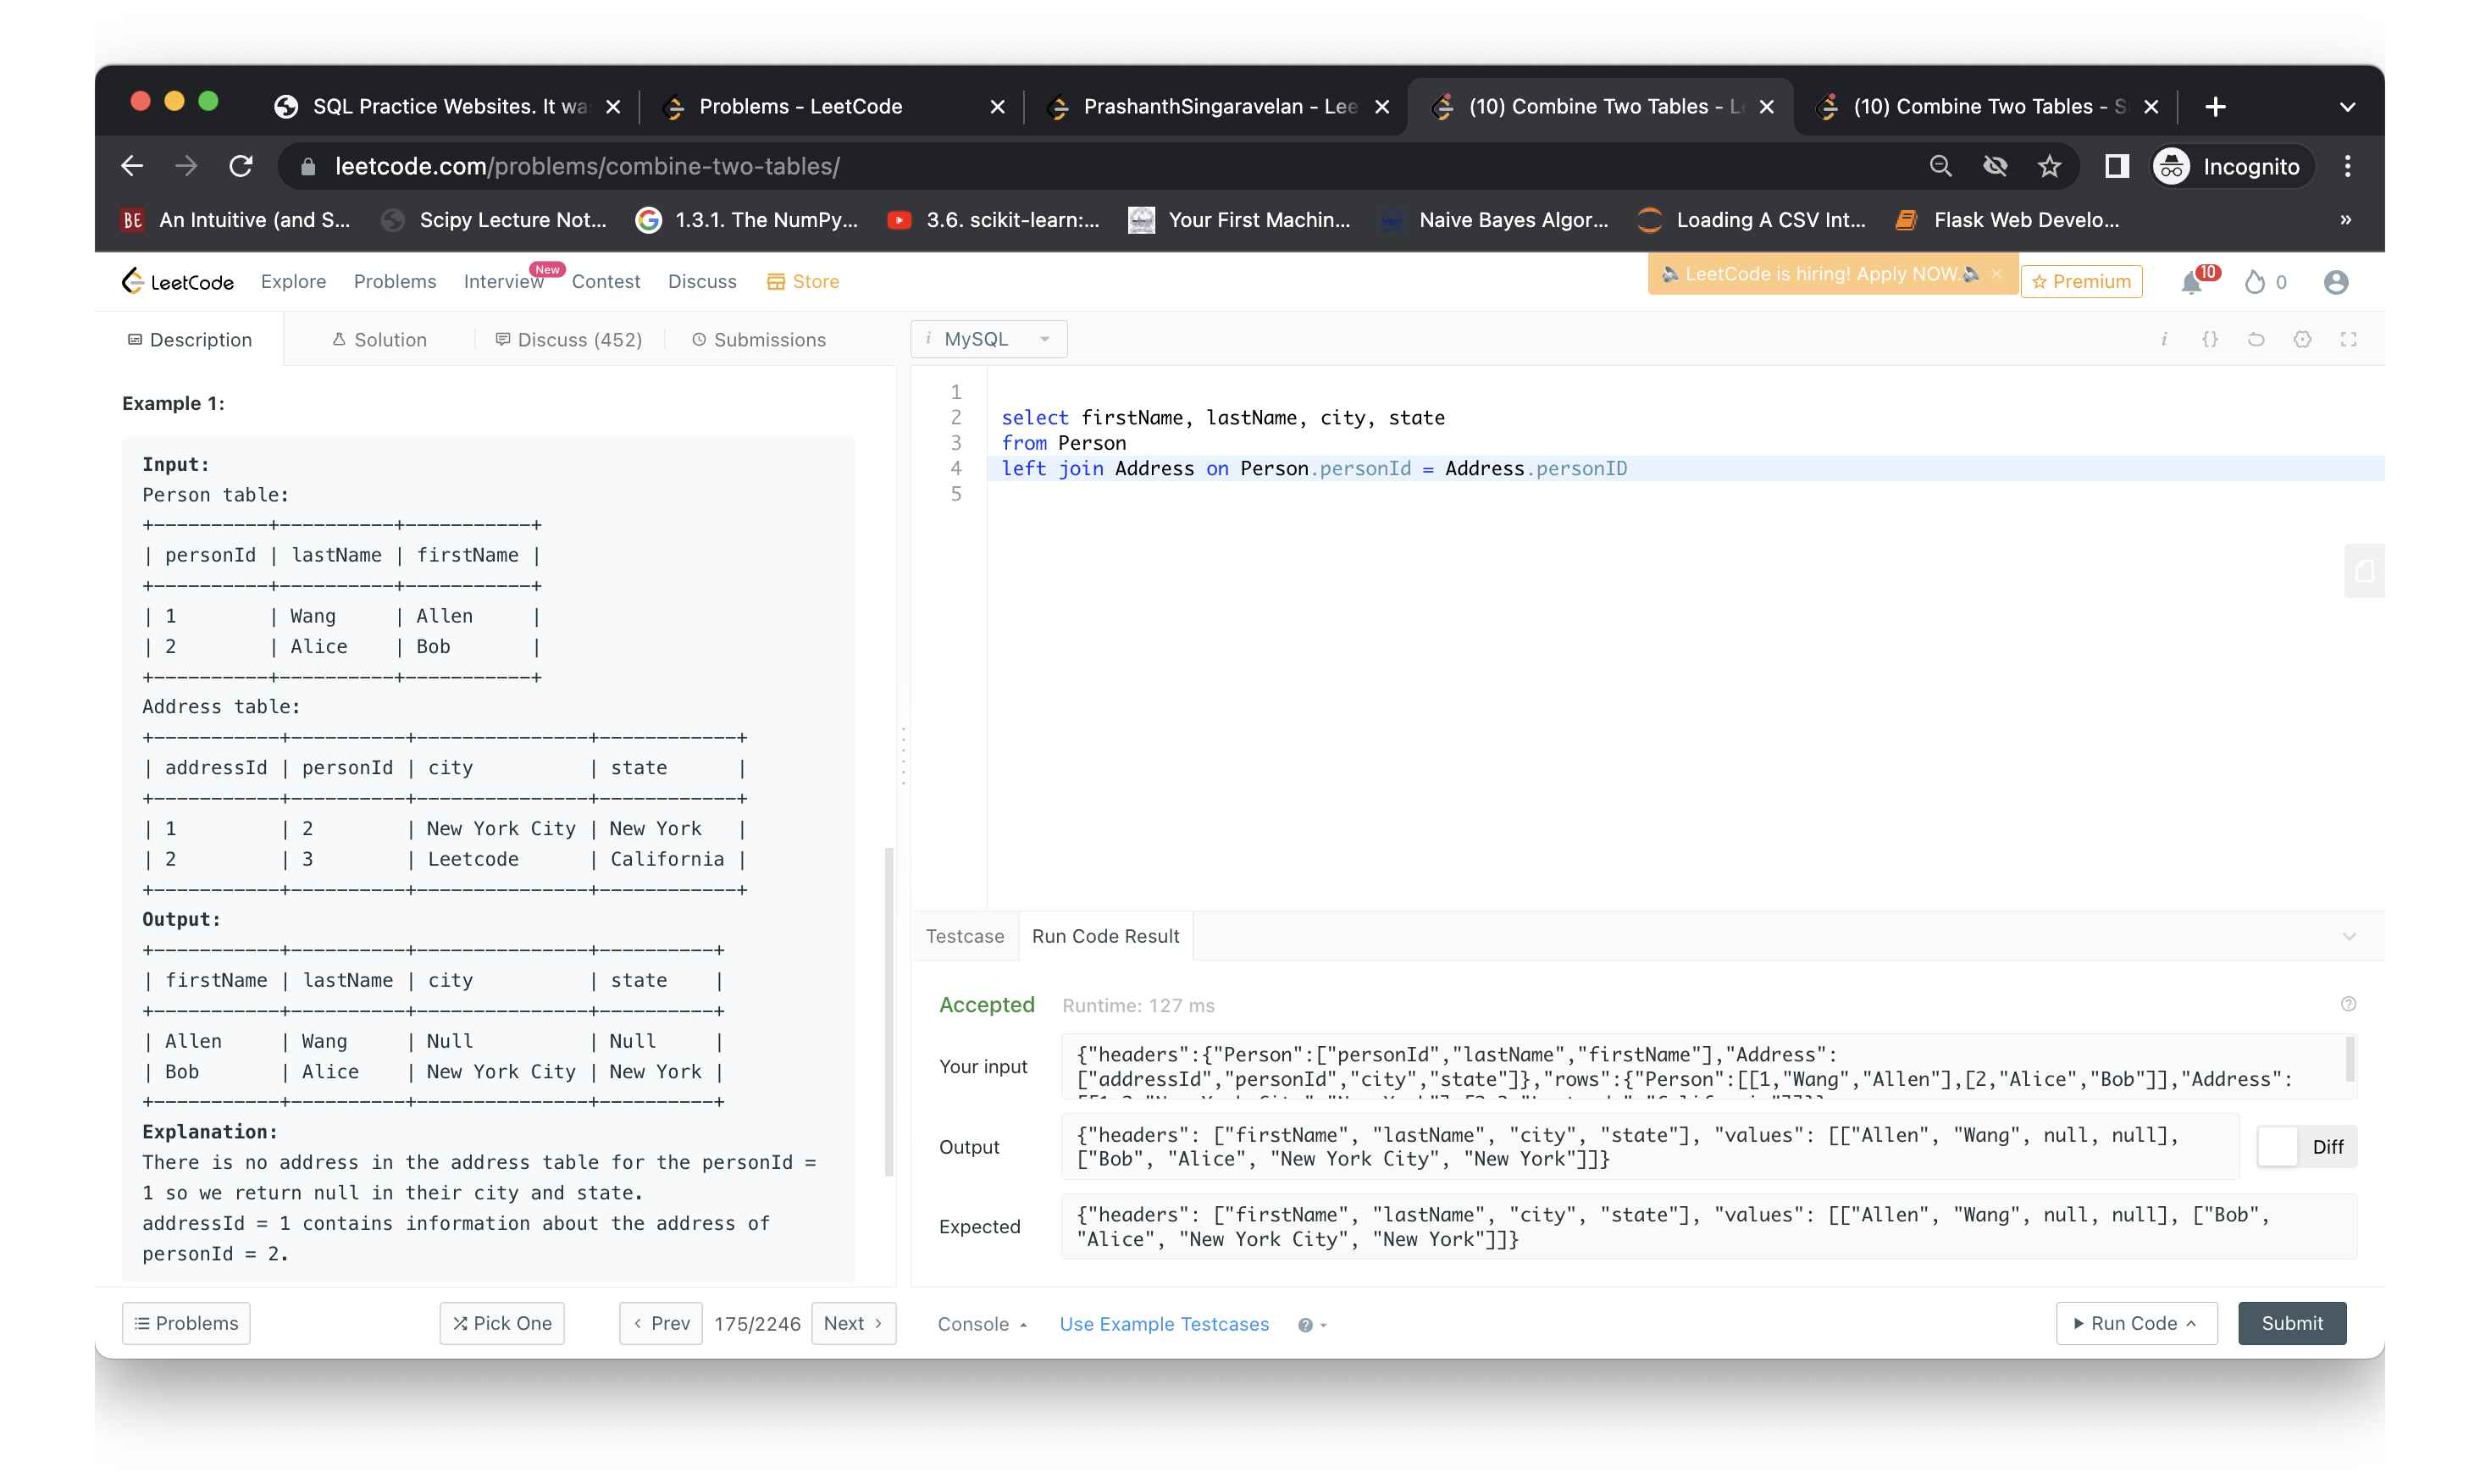 SQL Practice Websites. It wa
Problems - LeetCode
PrashanthSingaravelan - Lee
(10) Combine Two Tables - L
(10) Combine Two Tables - S
leetcode.com/problems/combine-two-tables/
Incognito
BE An Intuitive (and S...
Scipy Lecture Not...
1.3.1. The NumPy...
3.6. scikit-learn:...
Your First Machin...
Naive Bayes Algor...
Loading A CSV Int...
Flask Web Develo...
»
LeetCode Explore Problems Interview New Contest Discuss Store
LeetCode is hiring! Apply NOW.
Premium
10
0
Description
Solution
Discuss (452)
Submissions
Example 1:
Input:
Person table:
+----------+----------+-----------+
| personId | lastName | firstName |
+----------+----------+-----------+
| 1        | Wang     | Allen     |
| 2        | Alice    | Bob       |
+----------+----------+-----------+
Address table:
+-----------+----------+---------------+------------+
| addressId | personId | city          | state      |
+-----------+----------+---------------+------------+
| 1         | 2        | New York City | New York   |
| 2         | 3        | Leetcode      | California |
+-----------+----------+---------------+------------+
Output:
+-----------+----------+---------------+----------+
| firstName | lastName | city          | state    |
+-----------+----------+---------------+----------+
| Allen     | Wang     | Null          | Null     |
| Bob       | Alice    | New York City | New York |
+-----------+----------+---------------+----------+
Explanation:
There is no address in the address table for the personId =
1 so we return null in their city and state.
addressId = 1 contains information about the address of
personId = 2.
Problems
Pick One
Prev
175/2246
Next
i MySQL
i {}
1
2 select firstName, lastName, city, state
3 from Person
4 left join Address on Person.personId = Address.personID
5
Testcase
Run Code Result
Accepted
Runtime: 127 ms
Your input
{"headers":{"Person":["personId","lastName","firstName"],"Address":
["addressId","personId","city","state"]},"rows":{"Person":[[1,"Wang","Allen"],[2,"Alice","Bob"]],"Address":
Output
{"headers": ["firstName", "lastName", "city", "state"], "values": [["Allen", "Wang", null, null],
["Bob", "Alice", "New York City", "New York"]]}
Diff
Expected
{"headers": ["firstName", "lastName", "city", "state"], "values": [["Allen", "Wang", null, null], ["Bob",
"Alice", "New York City", "New York"]]}
Console
Use Example Testcases
Run Code
Submit